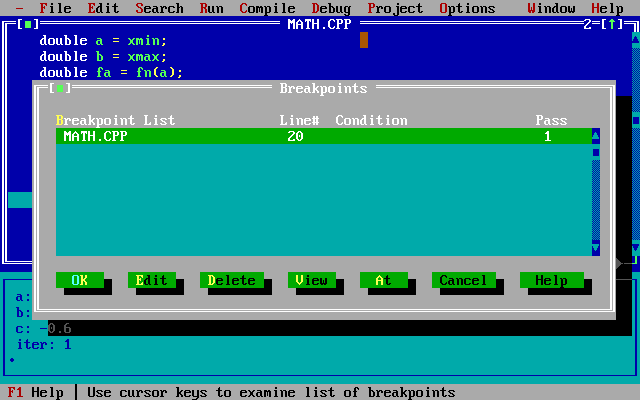 - File Edit Search Run Compile Debug Project Options Window Help
[■] MATH.CPP 2=[↑]
double a = xmin;
double b = xmax;
double fa = fn(a);
[■] Breakpoints
Breakpoint List Line# Condition Pass
MATH.CPP 20 1
OK Edit Delete View At Cancel Help
a:
b:
c: -0.6
iter: 1
F1 Help | Use cursor keys to examine list of breakpoints